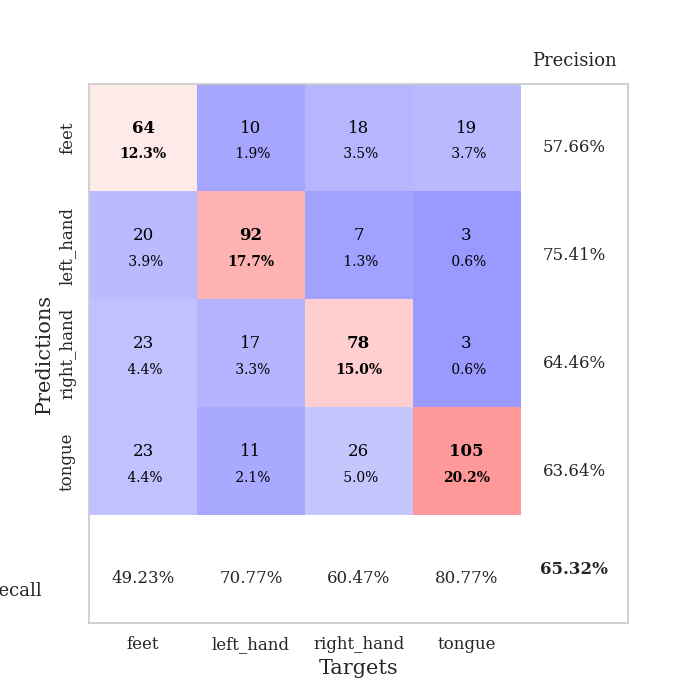 Precision
feet 64 10 18 19 57.66%
12.3% 1.9% 3.5% 3.7%
left_hand 20 92 7 3 75.41%
3.9% 17.7% 1.3% 0.6%
right_hand 23 17 78 3 64.46%
4.4% 3.3% 15.0% 0.6%
tongue 23 11 26 105 63.64%
4.4% 2.1% 5.0% 20.2%
Predictions
ecall 49.23% 70.77% 60.47% 80.77% 65.32%
feet left_hand right_hand tongue
Targets